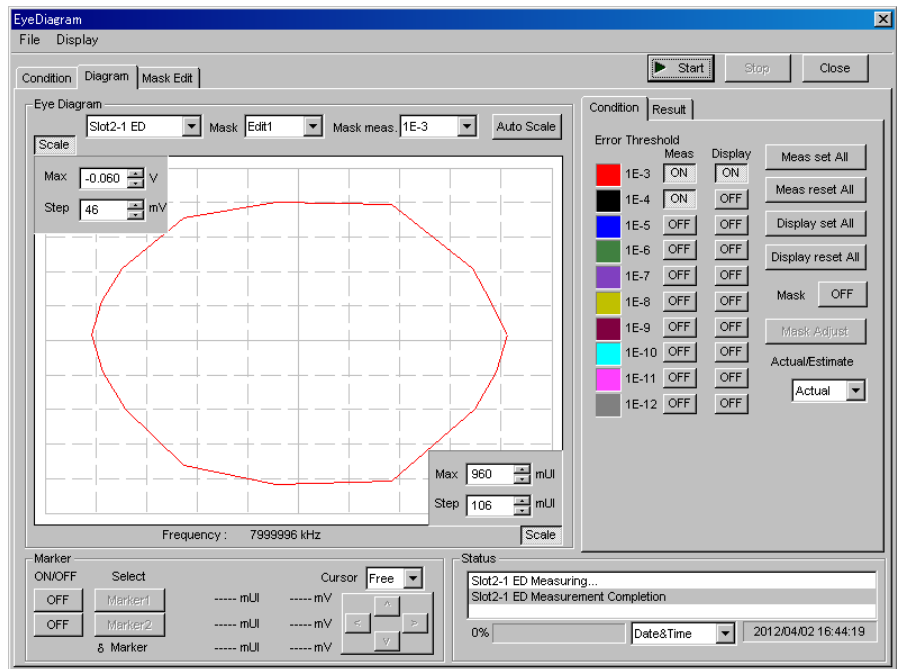 EyeDiagram
File Display
Start Stop Close
Condition Diagram Mask Edit
Eye Diagram
Slot2-1 ED Mask Edit1 Mask meas. 1E-3 Auto Scale
Scale
Max -0.060 V
Step 46 mV
Max 960 mUI
Step 106 mUI
Frequency : 7999996 kHz Scale
Condition Result
Error Threshold
Meas Display
1E-3 ON ON
1E-4 ON OFF
1E-5 OFF OFF
1E-6 OFF OFF
1E-7 OFF OFF
1E-8 OFF OFF
1E-9 OFF OFF
1E-10 OFF OFF
1E-11 OFF OFF
1E-12 OFF OFF
Meas set All
Meas reset All
Display set All
Display reset All
Mask OFF
Mask Adjust
Actual/Estimate
Actual
Marker
ON/OFF Select Cursor Free
OFF Marker1 ----- mUI ----- mV
OFF Marker2 ----- mUI ----- mV
δ Marker ----- mUI ----- mV
< ^ > v
Status
Slot2-1 ED Measuring...
Slot2-1 ED Measurement Completion
0% Date&Time 2012/04/02 16:44:19